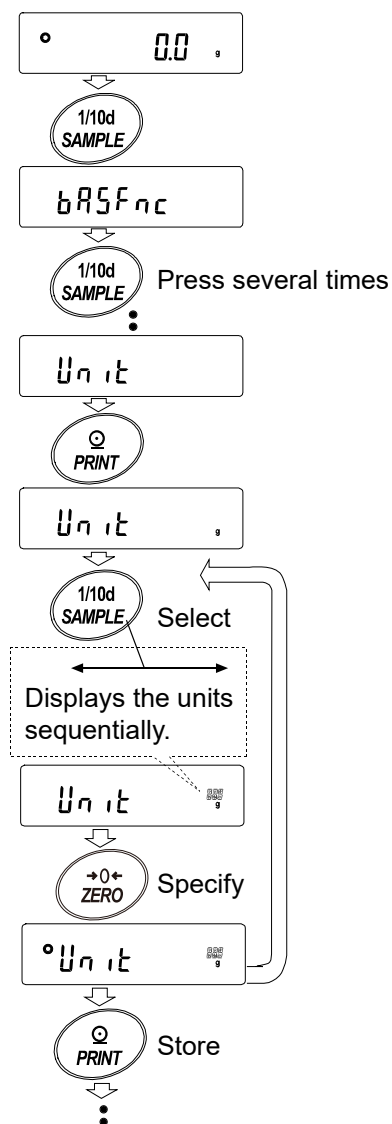 0.0 g
1/10d
SAMPLE
bASFnc
1/10d
SAMPLE
Press several times
Unit
PRINT
Unit g
1/10d
SAMPLE
Select
Displays the units
sequentially.
Unit g
→0←
ZERO
Specify
Unit g
PRINT
Store